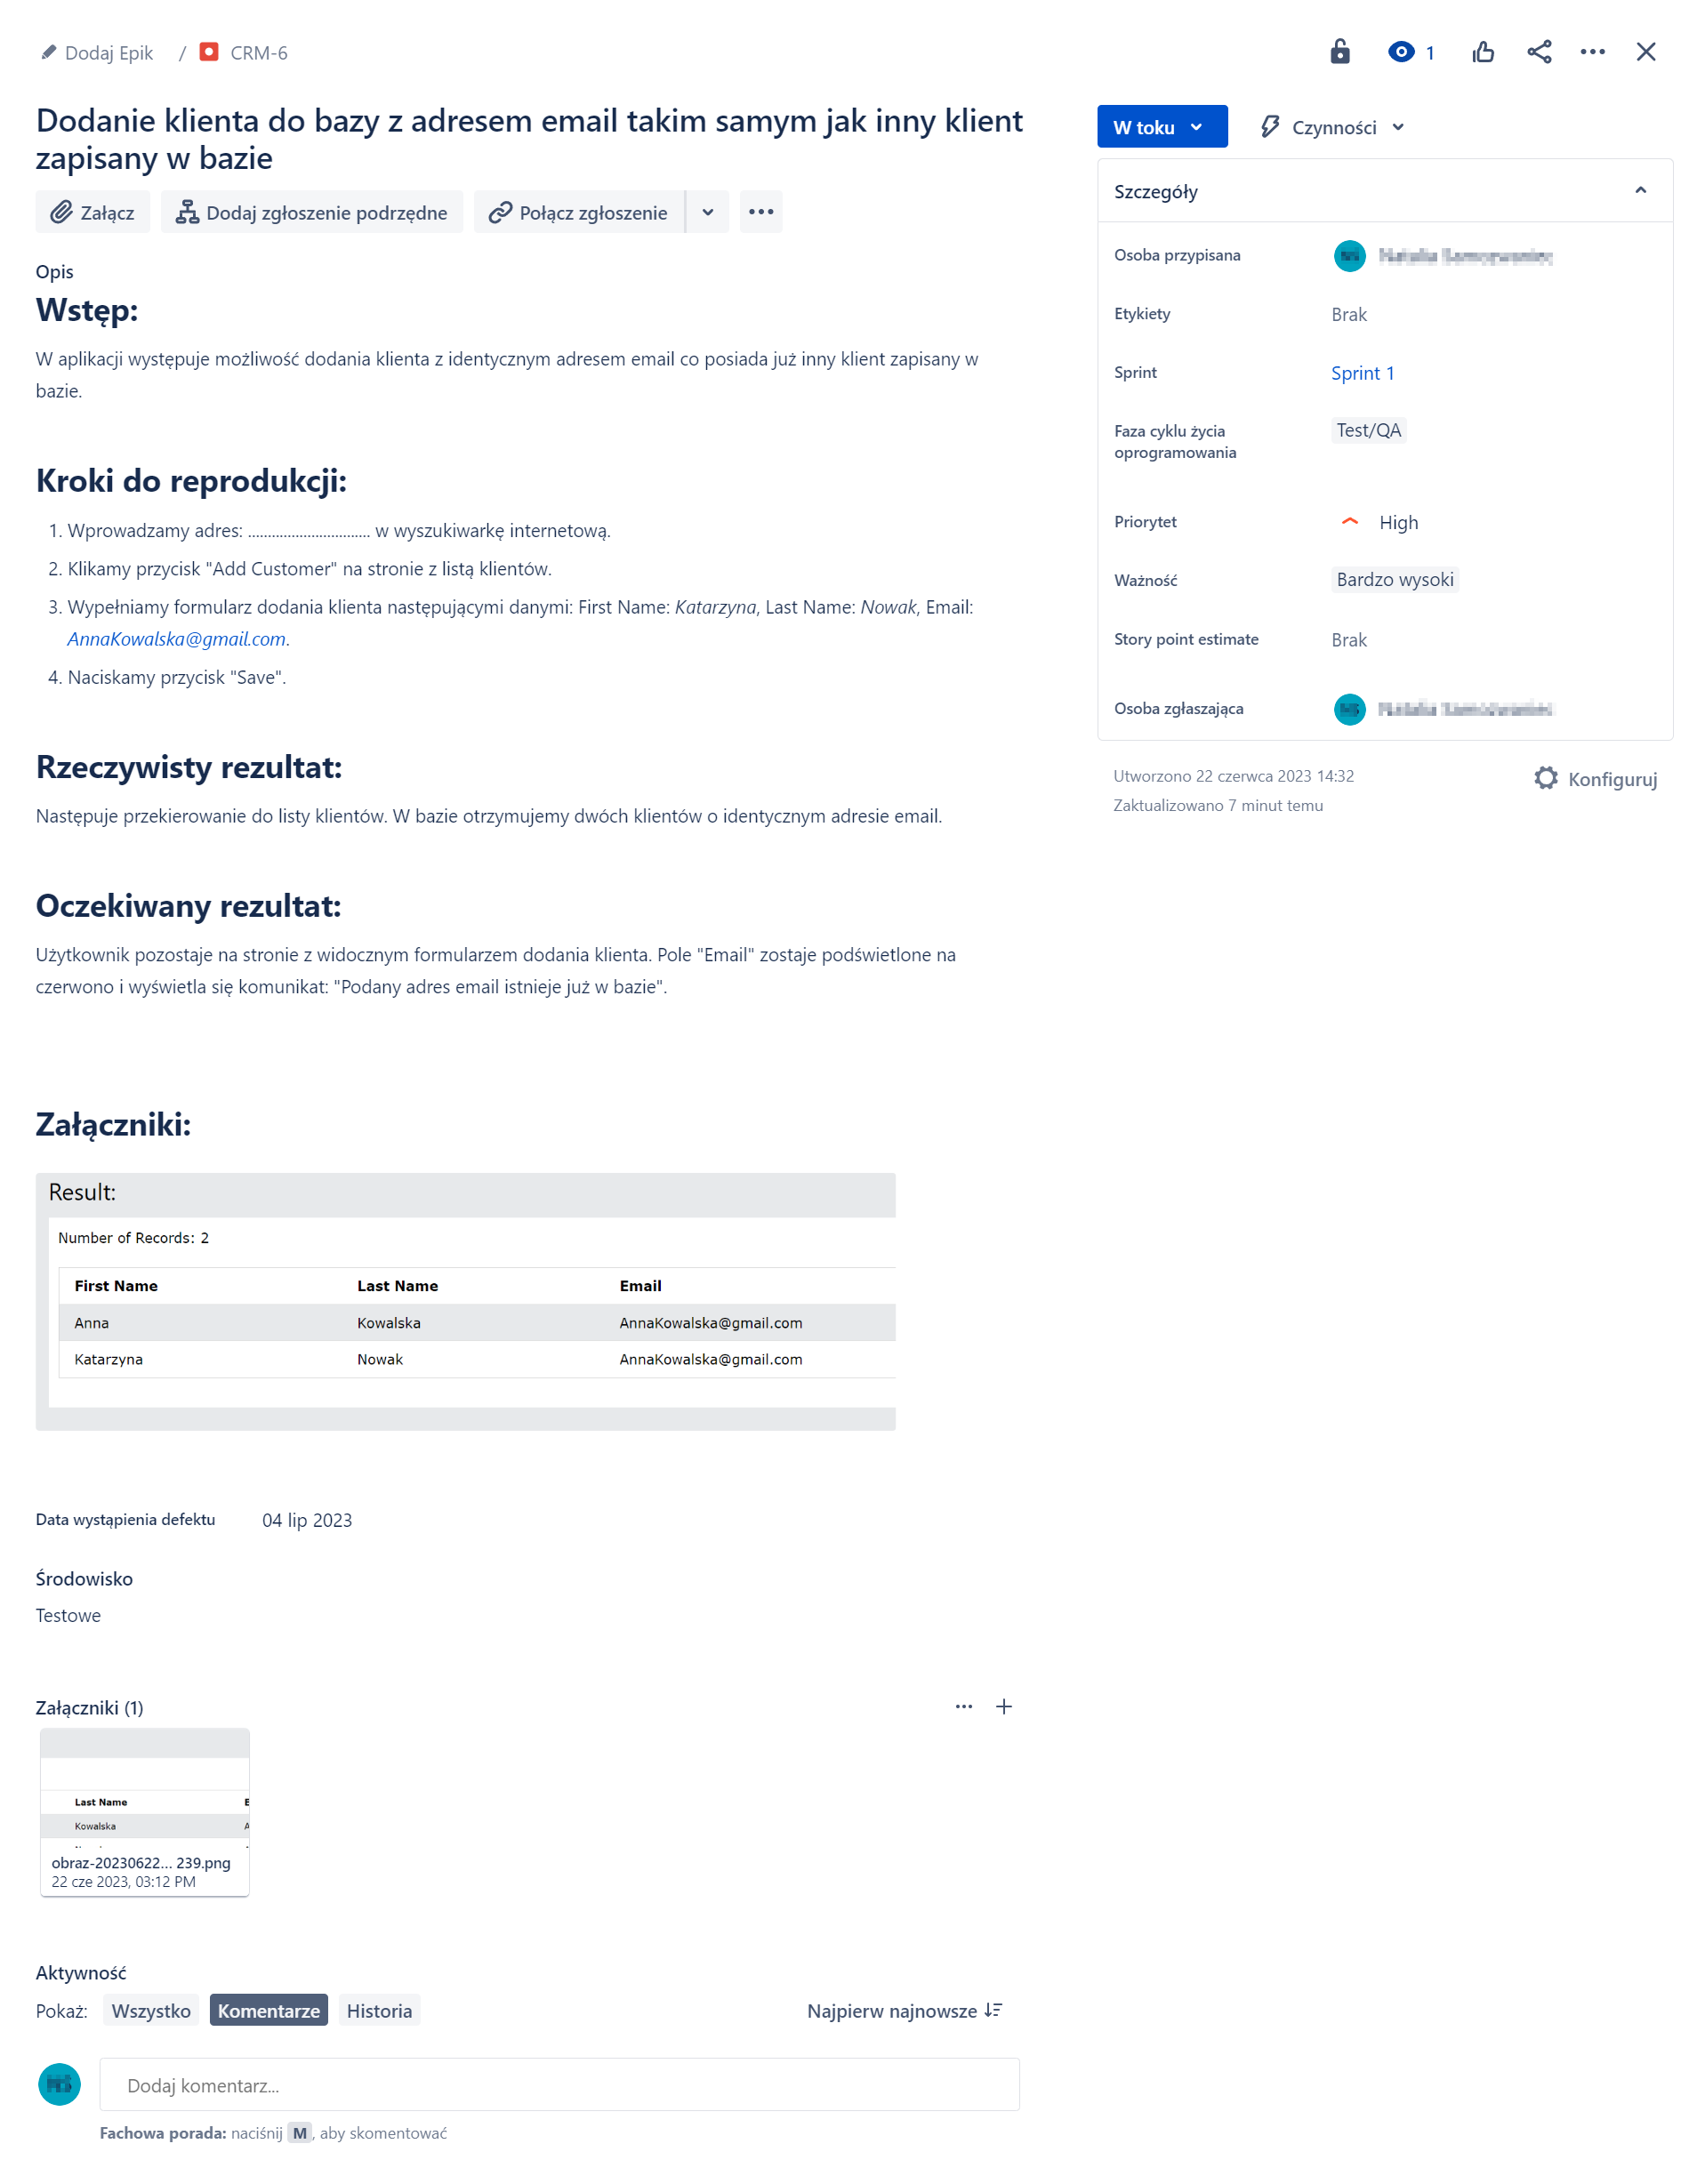 Dodaj Epik / CRM-6
1
Dodanie klienta do bazy z adresem email takim samym jak inny klient
zapisany w bazie
Załącz
Dodaj zgłoszenie podrzędne
Połącz zgłoszenie
Opis
Wstęp:
W aplikacji występuje możliwość dodania klienta z identycznym adresem email co posiada już inny klient zapisany w
bazie.
Kroki do reprodukcji:
1. Wprowadzamy adres: ............................... w wyszukiwarkę internetową.
2. Klikamy przycisk "Add Customer" na stronie z listą klientów.
3. Wypełniamy formularz dodania klienta następującymi danymi: First Name: Katarzyna, Last Name: Nowak, Email:
AnnaKowalska@gmail.com.
4. Naciskamy przycisk "Save".
Rzeczywisty rezultat:
Następuje przekierowanie do listy klientów. W bazie otrzymujemy dwóch klientów o identycznym adresie email.
Oczekiwany rezultat:
Użytkownik pozostaje na stronie z widocznym formularzem dodania klienta. Pole "Email" zostaje podświetlone na
czerwono i wyświetla się komunikat: "Podany adres email istnieje już w bazie".
Załączniki:
Result:
Number of Records: 2
First Name Last Name Email
Anna Kowalska AnnaKowalska@gmail.com
Katarzyna Nowak AnnaKowalska@gmail.com
Data wystąpienia defektu 04 lip 2023
Środowisko
Testowe
Załączniki (1)
Last Name
Kowalska
obraz-20230622... 239.png
22 cze 2023, 03:12 PM
Aktywność
Pokaż: Wszystko Komentarze Historia Najpierw najnowsze
Dodaj komentarz...
Fachowa porada: naciśnij M, aby skomentować
W toku
Czynności
Szczegóły
Osoba przypisana
Etykiety Brak
Sprint Sprint 1
Faza cyklu życia
oprogramowania
Test/QA
Priorytet High
Ważność Bardzo wysoki
Story point estimate Brak
Osoba zgłaszająca
Utworzono 22 czerwca 2023 14:32
Zaktualizowano 7 minut temu
Konfiguruj